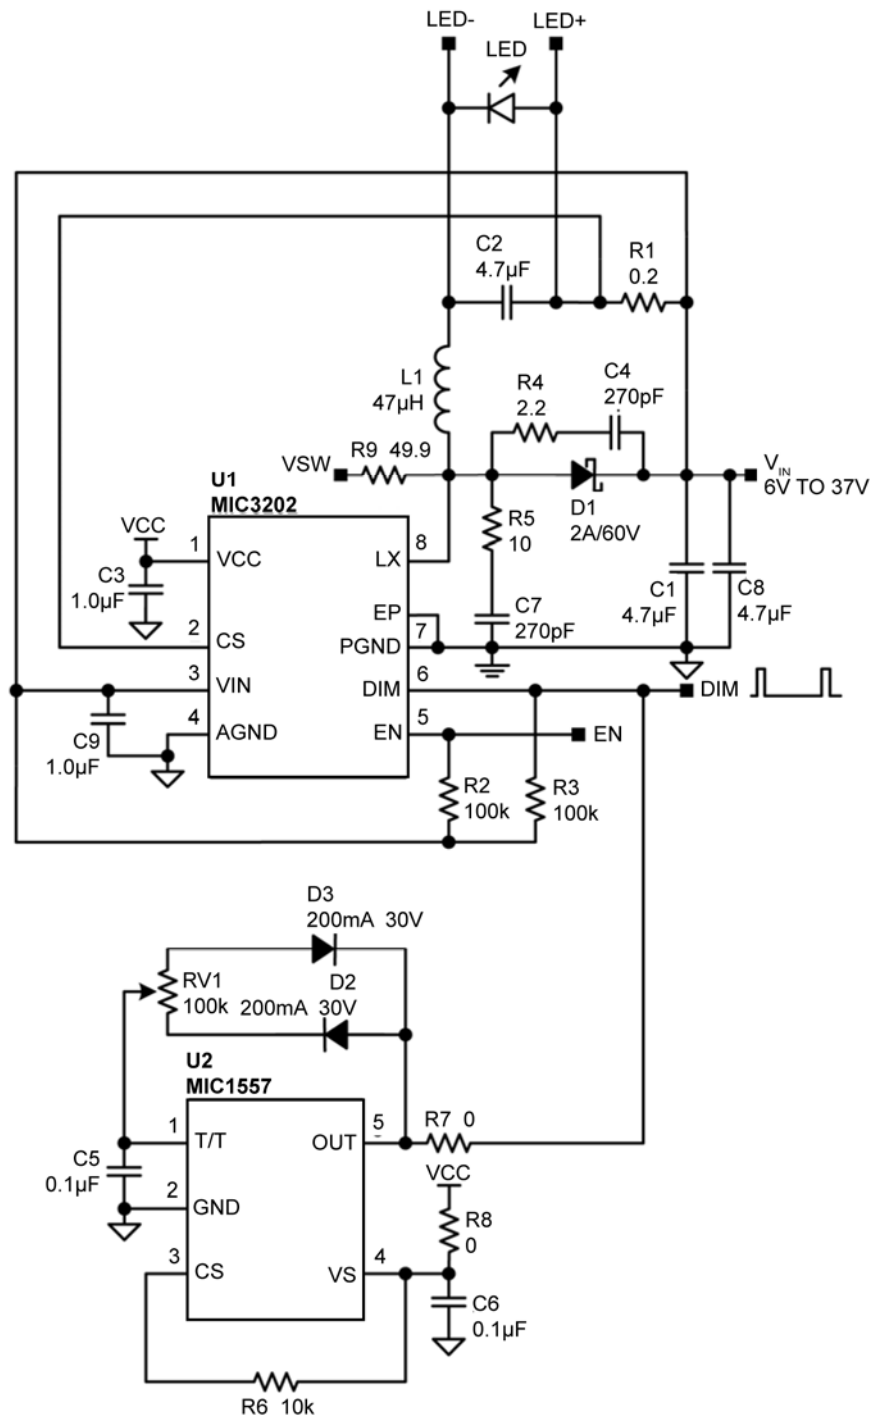 LED-
LED+
LED
C2
4.7µF
R1
0.2
L1
47µH
R4
2.2
C4
270pF
VSW
R9 49.9
D1
2A/60V
VIN
6V TO 37V
U1
MIC3202
VCC
C3
1.0µF
1
VCC
2
CS
3
VIN
4
AGND
LX
8
EP
PGND
7
DIM
6
EN
5
R5
10
C7
270pF
C1
4.7µF
C8
4.7µF
DIM
EN
C9
1.0µF
R2
100k
R3
100k
D3
200mA 30V
RV1
100k
D2
200mA 30V
U2
MIC1557
1
T/T
2
GND
3
CS
OUT
5
VS
4
C5
0.1µF
R7 0
VCC
R8
0
C6
0.1µF
R6 10k